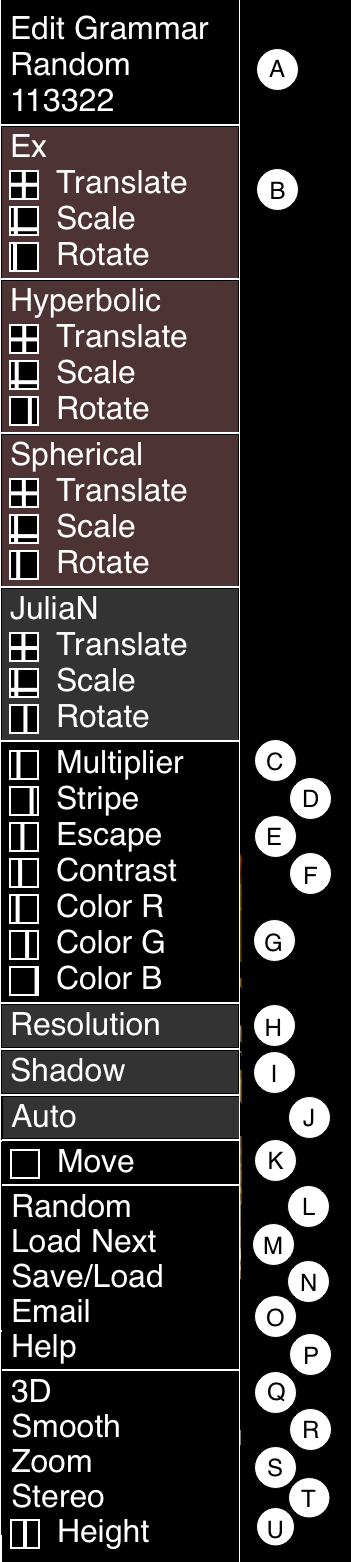 Edit Grammar
Random A
113322
Ex
Translate B
Scale
Rotate
Hyperbolic
Translate
Scale
Rotate
Spherical
Translate
Scale
Rotate
JuliaN
Translate
Scale
Rotate
Multiplier C
Stripe D
Escape E
Contrast F
Color R
Color G G
Color B
Resolution H
Shadow I
Auto J
Move K
Random L
Load Next M
Save/Load N
Email O
Help P
3D Q
Smooth R
Zoom S
Stereo T
Height U